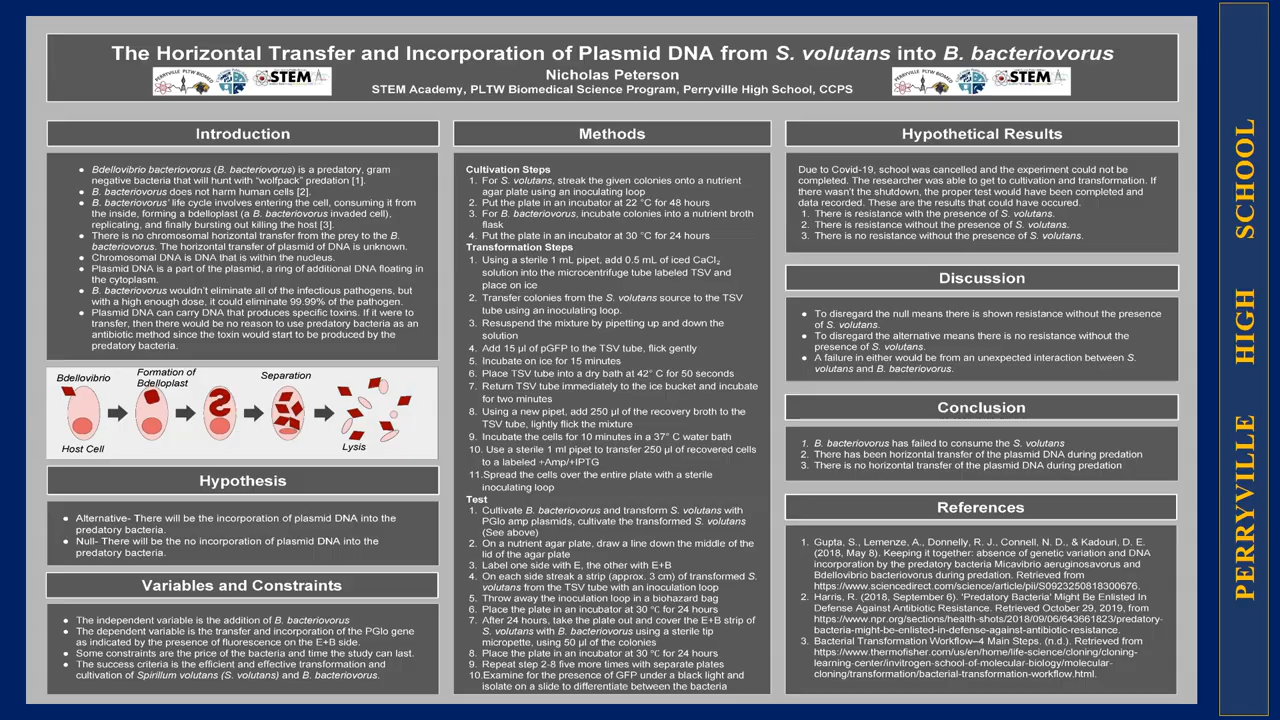 The Horizontal Transfer and Incorporation of Plasmid DNA from S. volutans into B. bacteriovorus
Nicholas Peterson
STEM Academy, PLTW Biomedical Science Program, Perryville High School, CCPS
PERRYVILLE PLTW BIOMED
STEM
PERRYVILLE PLTW BIOMED
STEM
Introduction
● Bdellovibrio bacteriovorus (B. bacteriovorus) is a predatory, gram
negative bacteria that will hunt with “wolfpack” predation [1].
● B. bacteriovorus does not harm human cells [2].
● B. bacteriovorus’ life cycle involves entering the cell, consuming it from
the inside, forming a bdelloplast (a B. bacteriovorus invaded cell),
replicating, and finally bursting out killing the host [3].
● There is no chromosomal horizontal transfer from the prey to the B.
bacteriovorus. The horizontal transfer of plasmid of DNA is unknown.
● Chromosomal DNA is DNA that is within the nucleus.
● Plasmid DNA is a part of the plasmid, a ring of additional DNA floating in
the cytoplasm.
● B. bacteriovorus wouldn’t eliminate all of the infectious pathogens, but
with a high enough dose, it could eliminate 99.99% of the pathogen.
● Plasmid DNA can carry DNA that produces specific toxins. If it were to
transfer, then there would be no reason to use predatory bacteria as an
antibiotic method since the toxin would start to be produced by the
predatory bacteria.
Bdellovibrio
Formation of
Bdelloplast
Separation
Host Cell
Lysis
Hypothesis
● Alternative- There will be the incorporation of plasmid DNA into the
predatory bacteria.
● Null- There will be the no incorporation of plasmid DNA into the
predatory bacteria.
Variables and Constraints
● The independent variable is the addition of B. bacteriovorus
● The dependent variable is the transfer and incorporation of the PGlo gene
as indicated by the presence of fluorescence on the E+B side.
● Some constraints are the price of the bacteria and time the study can last.
● The success criteria is the efficient and effective transformation and
cultivation of Spirillum volutans (S. volutans) and B. bacteriovorus.
Methods
Cultivation Steps
1. For S. volutans, streak the given colonies onto a nutrient
agar plate using an inoculating loop
2. Put the plate in an incubator at 22 °C for 48 hours
3. For B. bacteriovorus, incubate colonies into a nutrient broth
flask
4. Put the plate in an incubator at 30 °C for 24 hours
Transformation Steps
1. Using a sterile 1 mL pipet, add 0.5 mL of iced CaCl₂
solution into the microcentrifuge tube labeled TSV and
place on ice
2. Transfer colonies from the S. volutans source to the TSV
tube using an inoculating loop.
3. Resuspend the mixture by pipetting up and down the
solution
4. Add 15 µl of pGFP to the TSV tube, flick gently
5. Incubate on ice for 15 minutes
6. Place TSV tube into a dry bath at 42° C for 50 seconds
7. Return TSV tube immediately to the ice bucket and incubate
for two minutes
8. Using a new pipet, add 250 µl of the recovery broth to the
TSV tube, lightly flick the mixture
9. Incubate the cells for 10 minutes in a 37° C water bath
10. Use a sterile 1 ml pipet to transfer 250 µl of recovered cells
to a labeled +Amp/+IPTG
11.Spread the cells over the entire plate with a sterile
inoculating loop
Test
1. Cultivate B. bacteriovorus and transform S. volutans with
PGlo amp plasmids, cultivate the transformed S. volutans
(See above)
2. On a nutrient agar plate, draw a line down the middle of the
lid of the agar plate
3. Label one side with E, the other with E+B
4. On each side streak a strip (approx. 3 cm) of transformed S.
volutans from the TSV tube with an inoculation loop
5. Throw away the inoculation loop in a biohazard bag
6. Place the plate in an incubator at 30 °C for 24 hours
7. After 24 hours, take the plate out and cover the E+B strip of
S. volutans with B. bacteriovorus using a sterile tip
micropette, using 50 µl of the colonies
8. Place the plate in an incubator at 30 °C for 24 hours
9. Repeat step 2-8 five more times with separate plates
10.Examine for the presence of GFP under a black light and
isolate on a slide to differentiate between the bacteria
Hypothetical Results
Due to Covid-19, school was cancelled and the experiment could not be
completed. The researcher was able to get to cultivation and transformation. If
there wasn’t the shutdown, the proper test would have been completed and
data recorded. These are the results that could have occured.
1. There is resistance with the presence of S. volutans.
2. There is resistance without the presence of S. volutans.
3. There is no resistance without the presence of S. volutans.
Discussion
● To disregard the null means there is shown resistance without the presence
of S. volutans.
● To disregard the alternative means there is no resistance without the
presence of S. volutans.
● A failure in either would be from an unexpected interaction between S.
volutans and B. bacteriovorus.
Conclusion
1. B. bacteriovorus has failed to consume the S. volutans
2. There has been horizontal transfer of the plasmid DNA during predation
3. There is no horizontal transfer of the plasmid DNA during predation
References
1. Gupta, S., Lemenze, A., Donnelly, R. J., Connell, N. D., & Kadouri, D. E.
(2018, May 8). Keeping it together: absence of genetic variation and DNA
incorporation by the predatory bacteria Micavibrio aeruginosavorus and
Bdellovibrio bacteriovorus during predation. Retrieved from
https://www.sciencedirect.com/science/article/pii/S0923250818300676.
2. Harris, R. (2018, September 6). 'Predatory Bacteria' Might Be Enlisted In
Defense Against Antibiotic Resistance. Retrieved October 29, 2019, from
https://www.npr.org/sections/health-shots/2018/09/06/643661823/predatory-
bacteria-might-be-enlisted-in-defense-against-antibiotic-resistance.
3. Bacterial Transformation Workflow–4 Main Steps. (n.d.). Retrieved from
https://www.thermofisher.com/us/en/home/life-science/cloning/cloning-
learning-center/invitrogen-school-of-molecular-biology/molecular-
cloning/transformation/bacterial-transformation-workflow.html.
PERRYVILLE HIGH SCHOOL